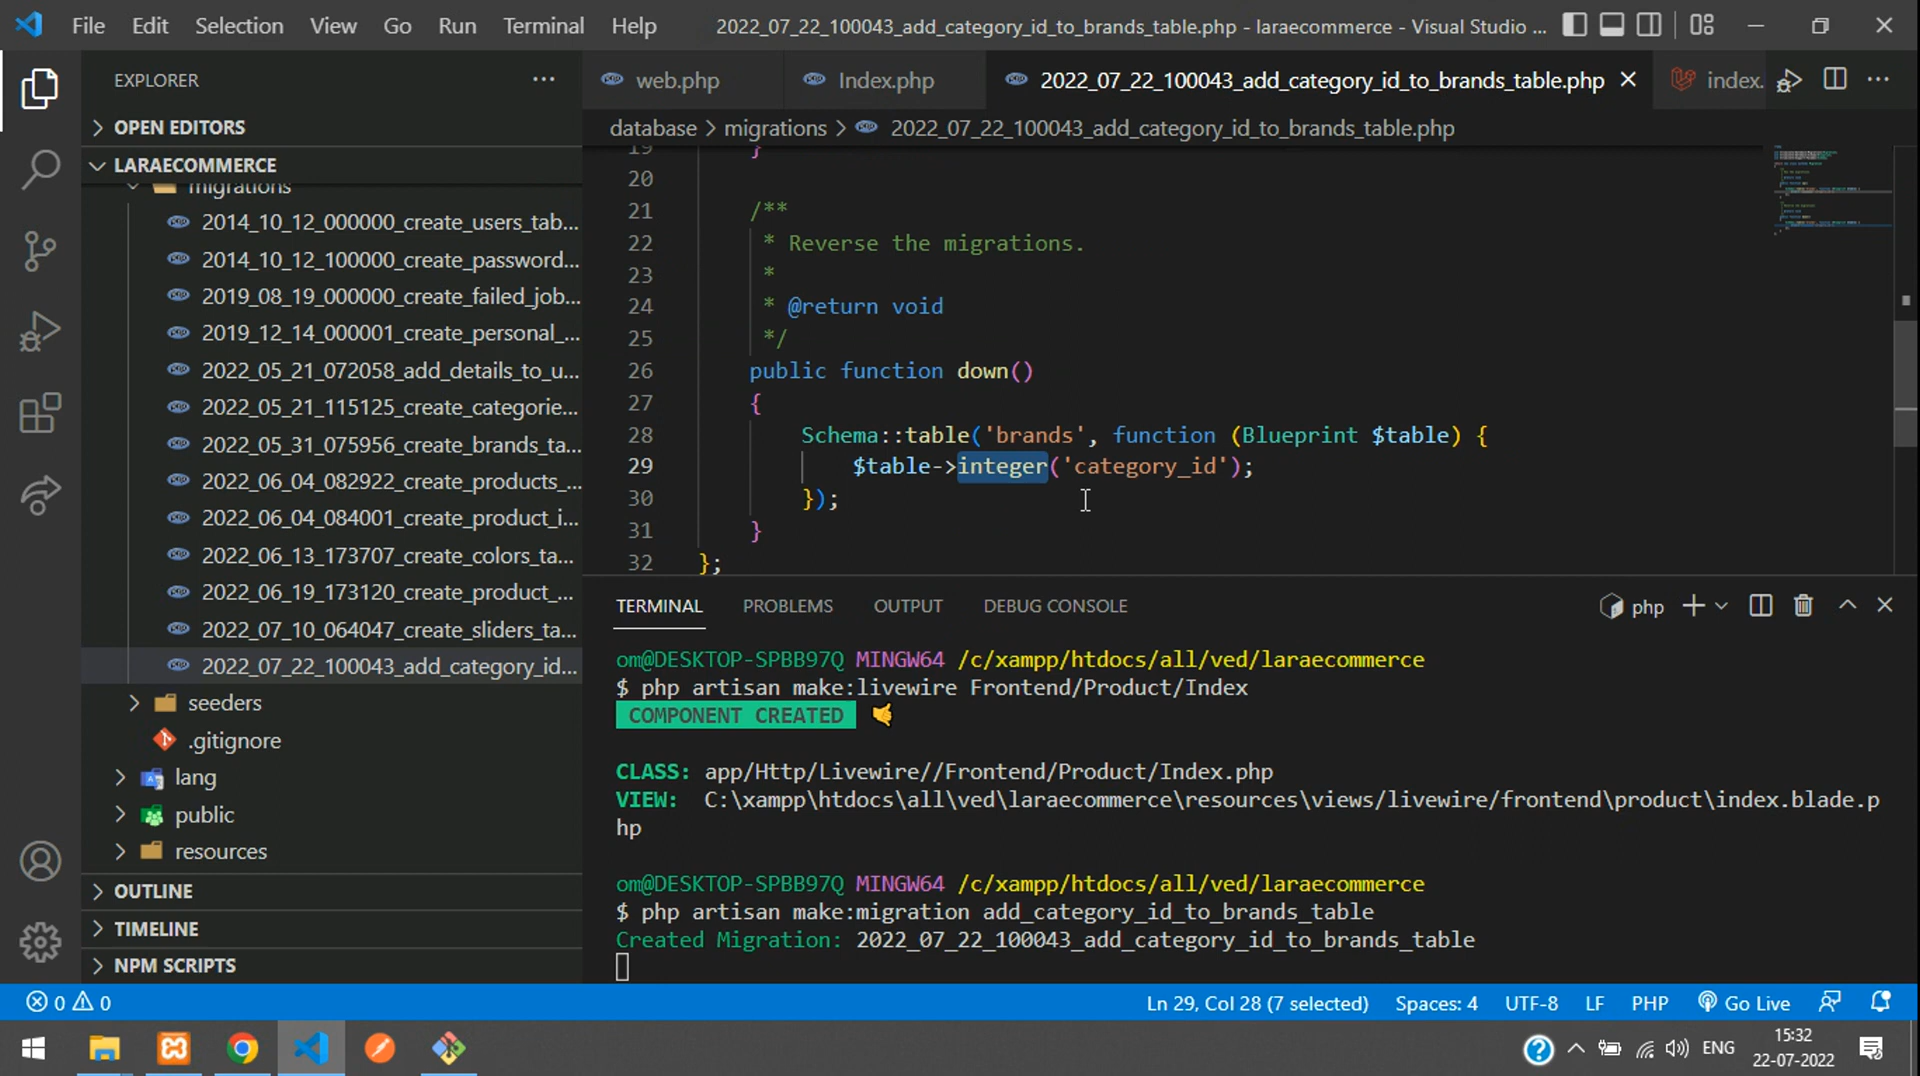 File Edit Selection View Go Run Terminal Help 2022_07_22_100043_add_category_id_to_brands_table.php - laraecommerce - Visual Studio ...
EXPLORER
web.php Index.php 2022_07_22_100043_add_category_id_to_brands_table.php index.
OPEN EDITORS
database > migrations > 2022_07_22_100043_add_category_id_to_brands_table.php
LARAECOMMERCE
migrations
2014_10_12_000000_create_users_tab...
2014_10_12_100000_create_password...
2019_08_19_000000_create_failed_job...
2019_12_14_000001_create_personal_...
2022_05_21_072058_add_details_to_u...
2022_05_21_115125_create_categorie...
2022_05_31_075956_create_brands_ta...
2022_06_04_082922_create_products_...
2022_06_04_084001_create_product_i...
2022_06_13_173707_create_colors_ta...
2022_06_19_173120_create_product_...
2022_07_10_064047_create_sliders_ta...
2022_07_22_100043_add_category_id...
seeders
.gitignore
lang
public
resources
OUTLINE
TIMELINE
NPM SCRIPTS
19 }
20
21 /**
22 * Reverse the migrations.
23 *
24 * @return void
25 */
26 public function down()
27 {
28 Schema::table('brands', function (Blueprint $table) {
29 $table->integer('category_id');
30 });
31 }
32 };
TERMINAL PROBLEMS OUTPUT DEBUG CONSOLE php
om@DESKTOP-SPBB97Q MINGW64 /c/xampp/htdocs/all/ved/laraecommerce
$ php artisan make:livewire Frontend/Product/Index
COMPONENT CREATED 🤙
CLASS: app/Http/Livewire//Frontend/Product/Index.php
VIEW: C:\xampp\htdocs\all\ved\laraecommerce\resources\views/livewire/frontend\product\index.blade.p
hp
om@DESKTOP-SPBB97Q MINGW64 /c/xampp/htdocs/all/ved/laraecommerce
$ php artisan make:migration add_category_id_to_brands_table
Created Migration: 2022_07_22_100043_add_category_id_to_brands_table
0 0 Ln 29, Col 28 (7 selected) Spaces: 4 UTF-8 LF PHP Go Live
ENG
15:32
22-07-2022